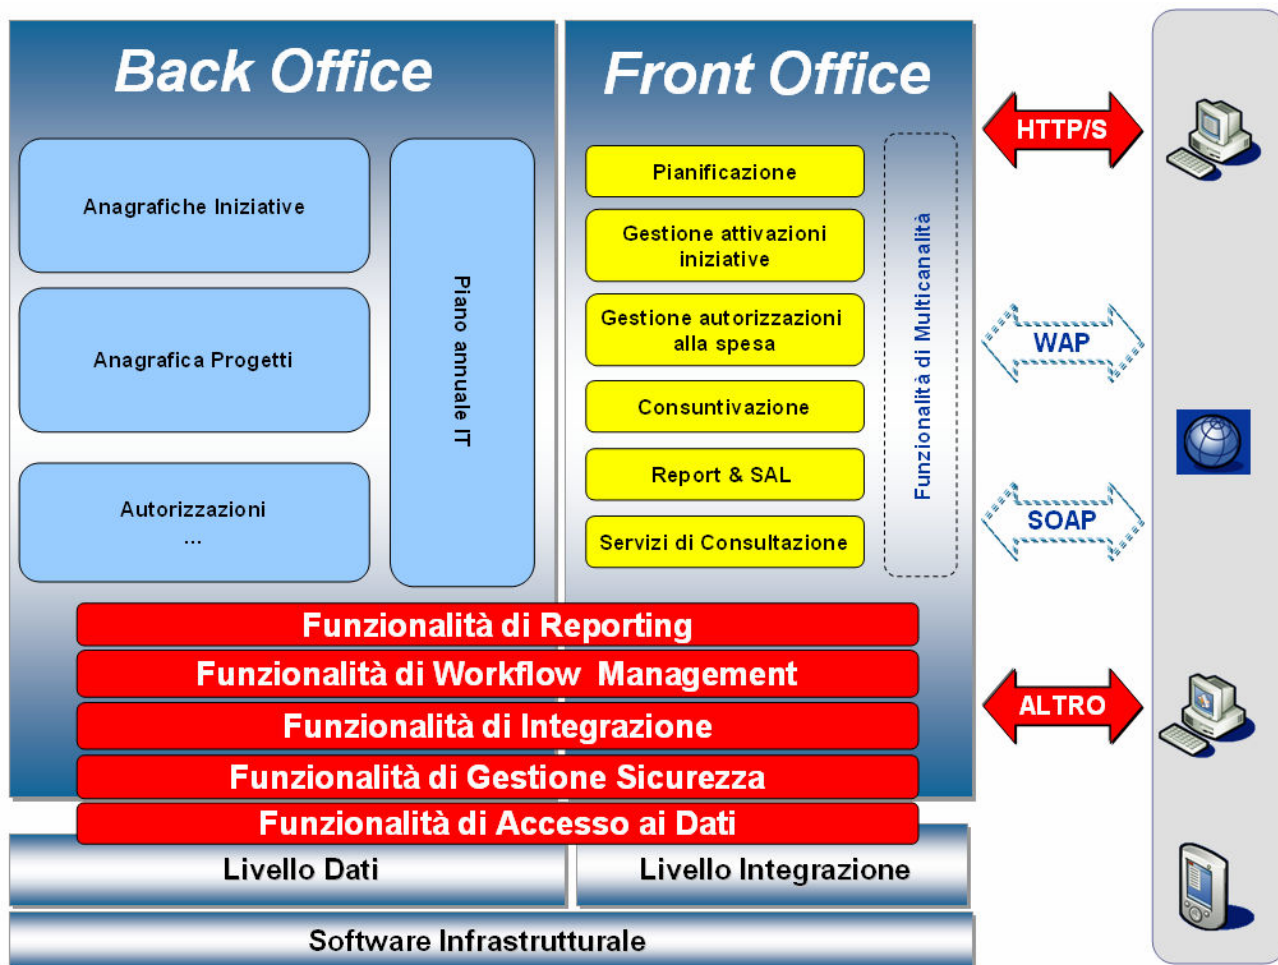 Back Office
Anagrafiche Iniziative
Anagrafica Progetti
Autorizzazioni
...
Piano annuale IT
Front Office
Pianificazione
Gestione attivazioni
iniziative
Gestione autorizzazioni
alla spesa
Consuntivazione
Report & SAL
Servizi di Consultazione
Funzionalità di Multicanalità
HTTP/S
WAP
SOAP
ALTRO
Funzionalità di Reporting
Funzionalità di Workflow Management
Funzionalità di Integrazione
Funzionalità di Gestione Sicurezza
Funzionalità di Accesso ai Dati
Livello Dati
Livello Integrazione
Software Infrastrutturale